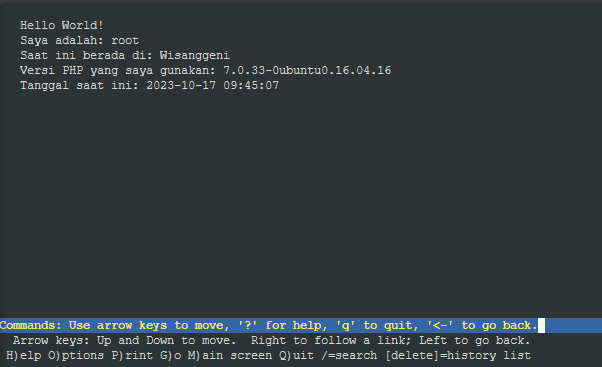 Hello World!
Saya adalah: root
Saat ini berada di: Wisanggeni
Versi PHP yang saya gunakan: 7.0.33-0ubuntu0.16.04.16
Tanggal saat ini: 2023-10-17 09:45:07
Commands: Use arrow keys to move, '?' for help, 'q' to quit, '<-' to go back.
Arrow keys: Up and Down to move.  Right to follow a link; Left to go back.
H)elp O)ptions P)rint G)o M)ain screen Q)uit /=search [delete]=history list